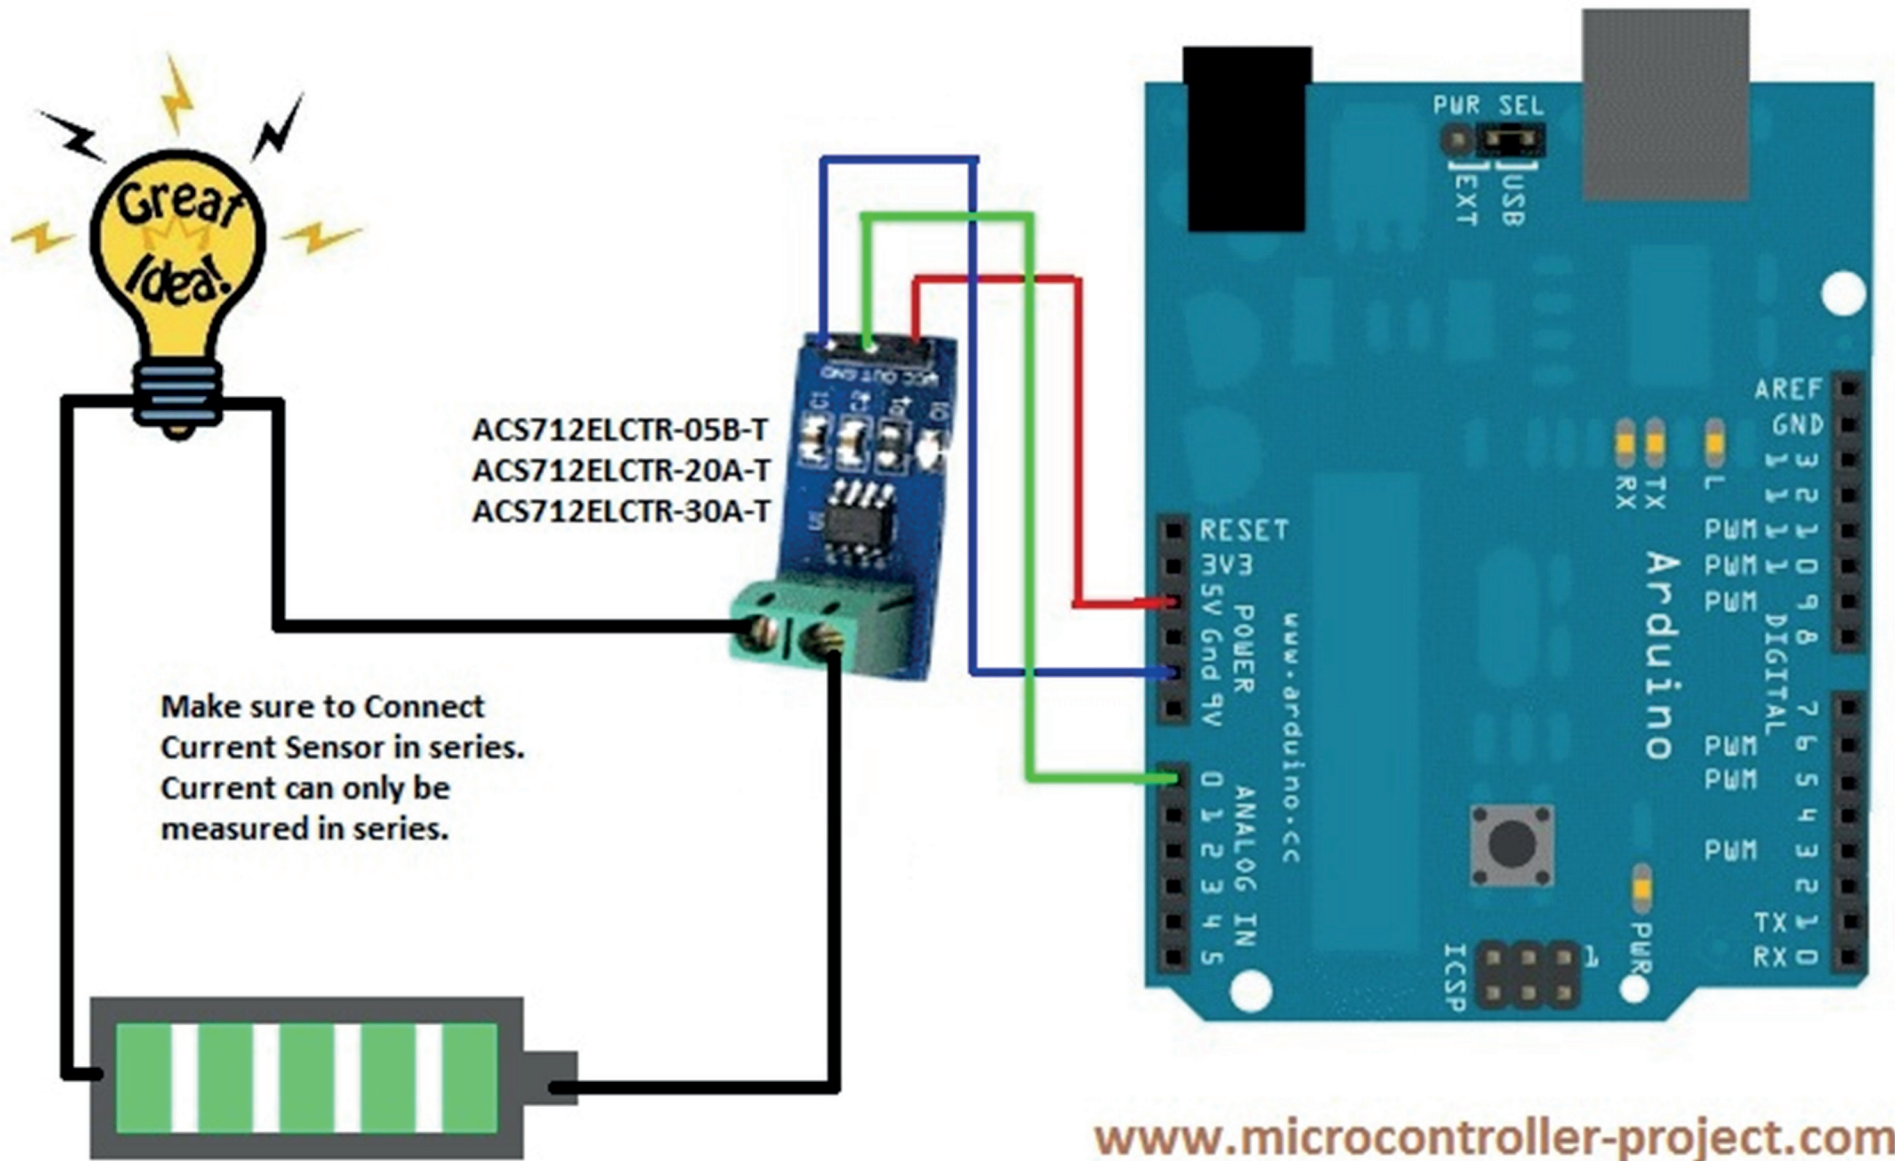 Great
Idea!
ACS712ELCTR-05B-T
ACS712ELCTR-20A-T
ACS712ELCTR-30A-T
GND OUT VCC
Make sure to Connect
Current Sensor in series.
Current can only be
measured in series.
PWR SEL
EXT
USB
AREF
GND
13
12
PWM 11
PWM 10
PWM 9
8
DIGITAL
7
PWM 6
PWM 5
4
PWM 3
2
TX 1
RX 0
RX
TX
L
Arduino
RESET
3V3
5V
Gnd
9V
POWER
www.arduino.cc
0
1
2
3
4
5
ANALOG IN
ICSP
1
PWR
www.microcontroller-project.com